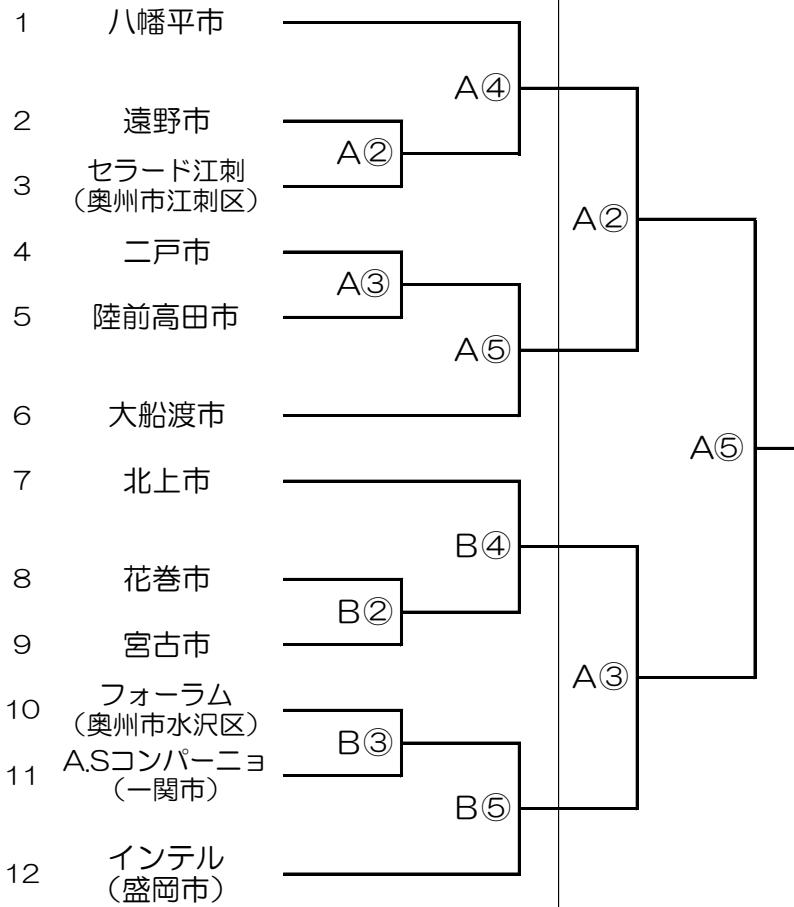 1 八幡平市
A④
2 遠野市
A②
3 セラード江刺
（奥州市江刺区）
A②
4 二戸市
A③
5 陸前高田市
A⑤
6 大船渡市
A⑤
7 北上市
B④
8 花巻市
B②
9 宮古市
A③
10 フォーラム
（奥州市水沢区）
B③
11 A.Sコンパーニョ
（一関市）
B⑤
12 インテル
（盛岡市）